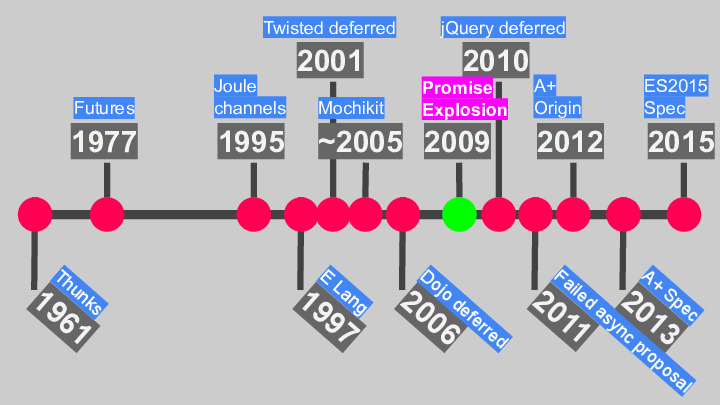 Twisted deferred
2001
jQuery deferred
2010
Futures
1977
Joule
channels
1995
Mochikit
~2005
Promise
Explosion
2009
A+
Origin
2012
ES2015
Spec
2015
Thunks
1961
E Lang
1997
Dojo deferred
2006
Failed async proposal
2011
A+ Spec
2013